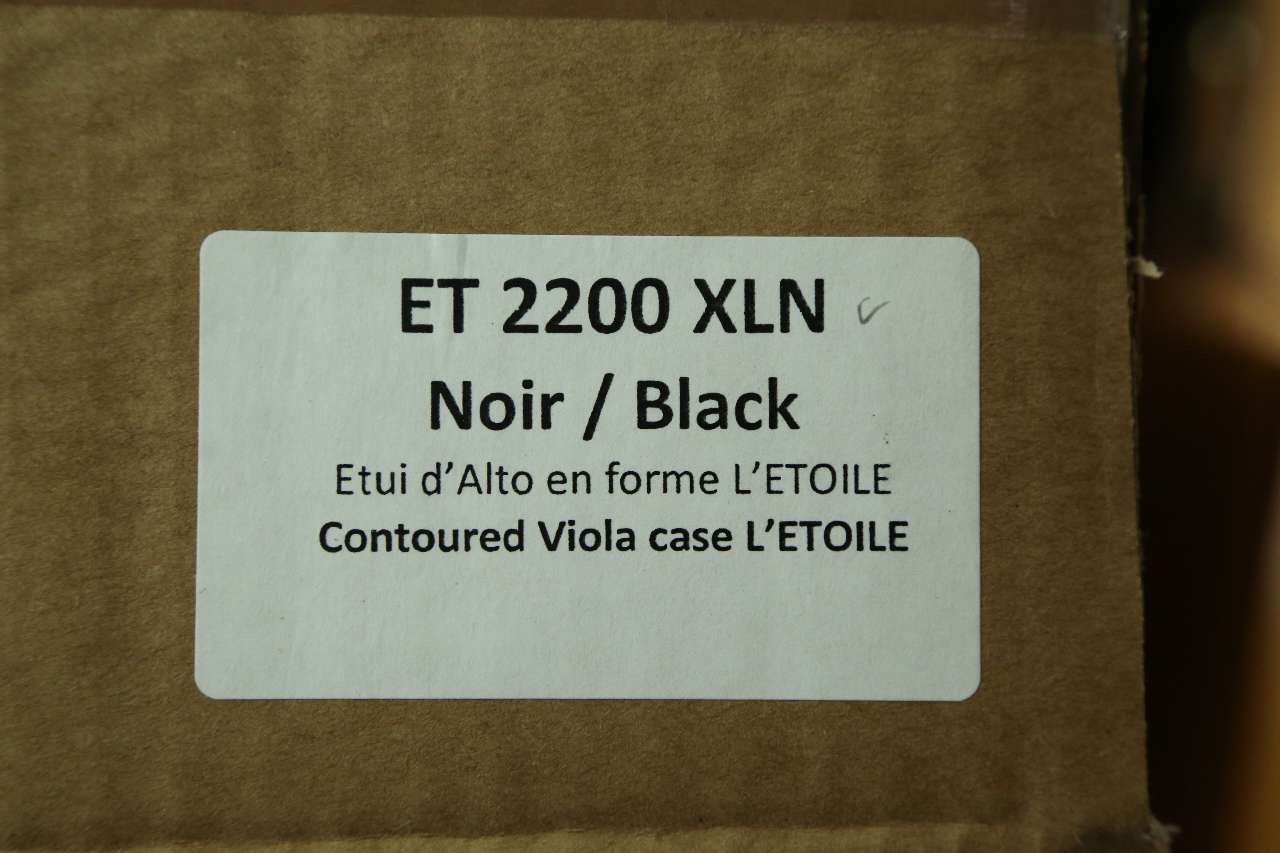 ET 2200 XLN ✓
Noir / Black
Etui d'Alto en forme L'ETOILE
Contoured Viola case L'ETOILE